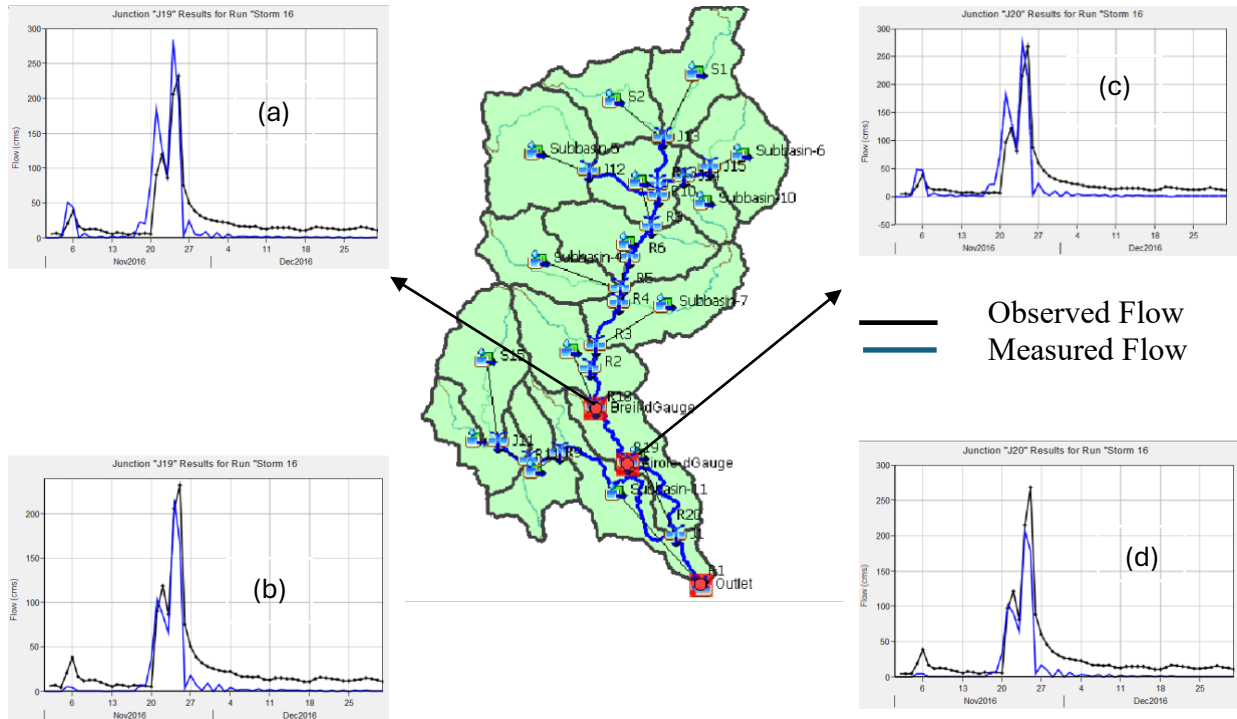 Junction "J19" Results for Run "Storm 16
Flow (cms)
300
250
200
150
100
50
0
(a)
6 13 20 27 4 11 18 25
Nov2016 Dec2016
Junction "J19" Results for Run "Storm 16
Flow (cms)
200
150
100
50
0
(b)
6 13 20 27 4 11 18 25
Nov2016 Dec2016
S1
S2
J13
Subbasin-5
J12
Subbasin-6
J15
Subbasin-10
R6
Subbasin-4
R5
R4
Subbasin-7
R3
R2
R18
BreildGauge
S15
J11
R19
Subbasin-11
R20
J1
R1
Outlet
Junction "J20" Results for Run "Storm 16
Flow (cms)
300
250
200
150
100
50
0
-50
(c)
6 13 20 27 4 11 18 25
Nov2016 Dec2016
Observed Flow
Measured Flow
Junction "J20" Results for Run "Storm 16
Flow (cms)
300
250
200
150
100
50
0
(d)
6 13 20 27 4 11 18 25
Nov2016 Dec2016